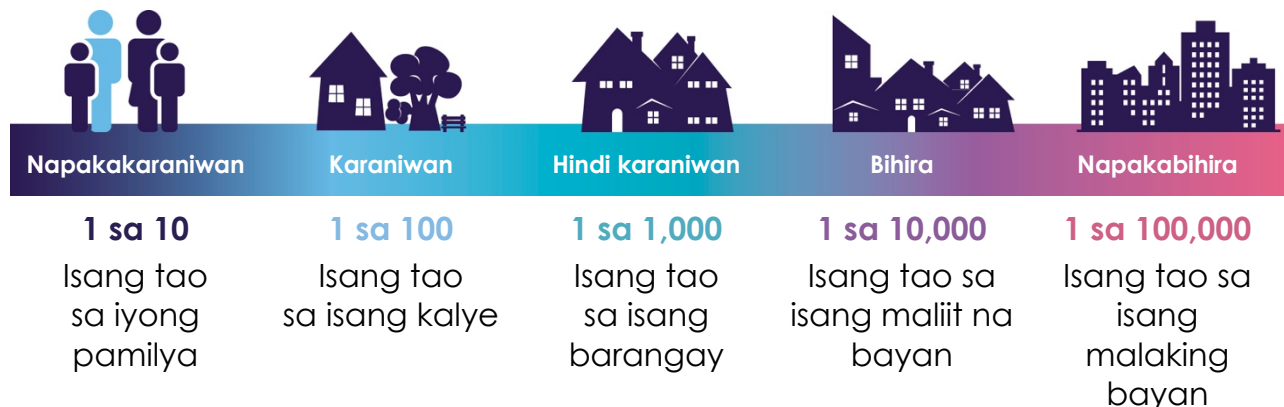 Napakakaraniwan
Karaniwan
Hindi karaniwan
Bihira
Napakabihira
1 sa 10
1 sa 100
1 sa 1,000
1 sa 10,000
1 sa 100,000
Isang tao
sa iyong
pamilya
Isang tao
sa isang kalye
Isang tao
sa isang
barangay
Isang tao sa
isang maliit na
bayan
Isang tao sa
isang
malaking
bayan